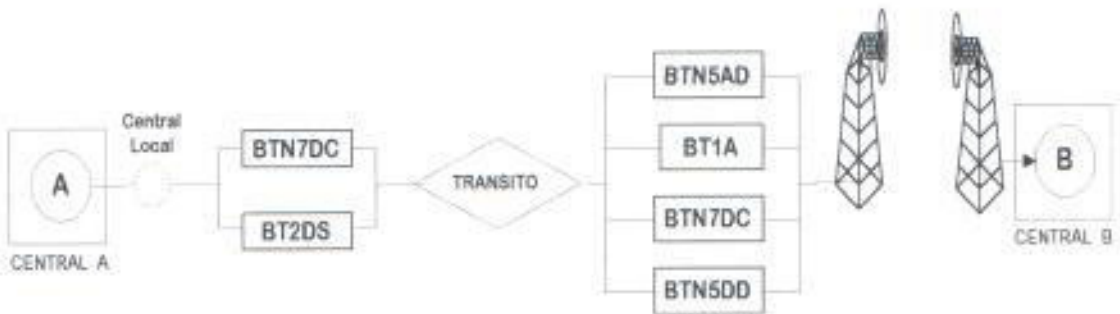 A
CENTRAL A
Central
Local
BTN7DC
BT2DS
TRANSITO
BTN5AD
BT1A
BTN7DC
BTN5DD
B
CENTRAL B